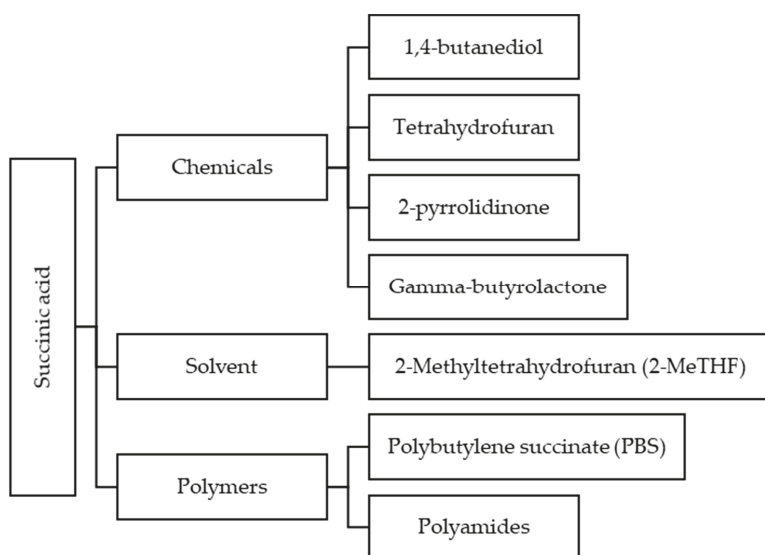 Succinic acid
Chemicals
1,4-butanediol
Tetrahydrofuran
2-pyrrolidinone
Gamma-butyrolactone
Solvent
2-Methyltetrahydrofuran (2-MeTHF)
Polymers
Polybutylene succinate (PBS)
Polyamides